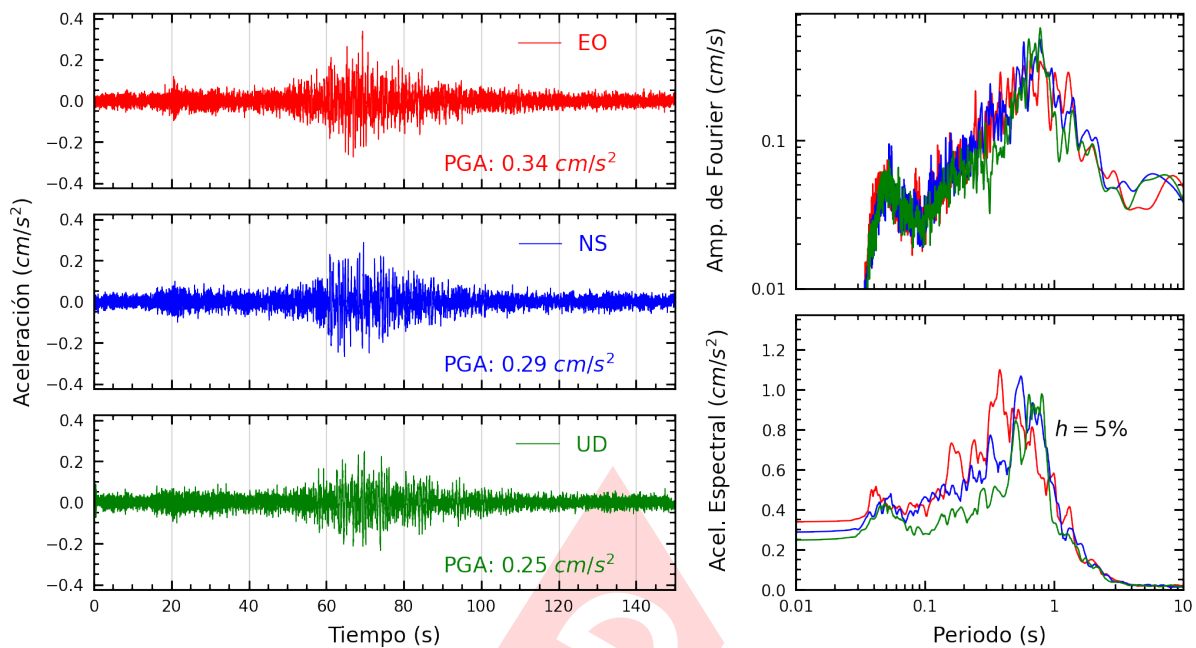 Aceleración (cm/s²)
0.4
0.2
0.0
−0.2
−0.4
EO
PGA: 0.34 cm/s²
0.4
0.2
0.0
−0.2
−0.4
NS
PGA: 0.29 cm/s²
0.4
0.2
0.0
−0.2
−0.4
UD
PGA: 0.25 cm/s²
0 20 40 60 80 100 120 140
Tiempo (s)
Amp. de Fourier (cm/s)
0.1
0.01
Acel. Espectral (cm/s²)
1.2
1.0
0.8
0.6
0.4
0.2
0.0
h = 5%
0.01 0.1 1 10
Periodo (s)